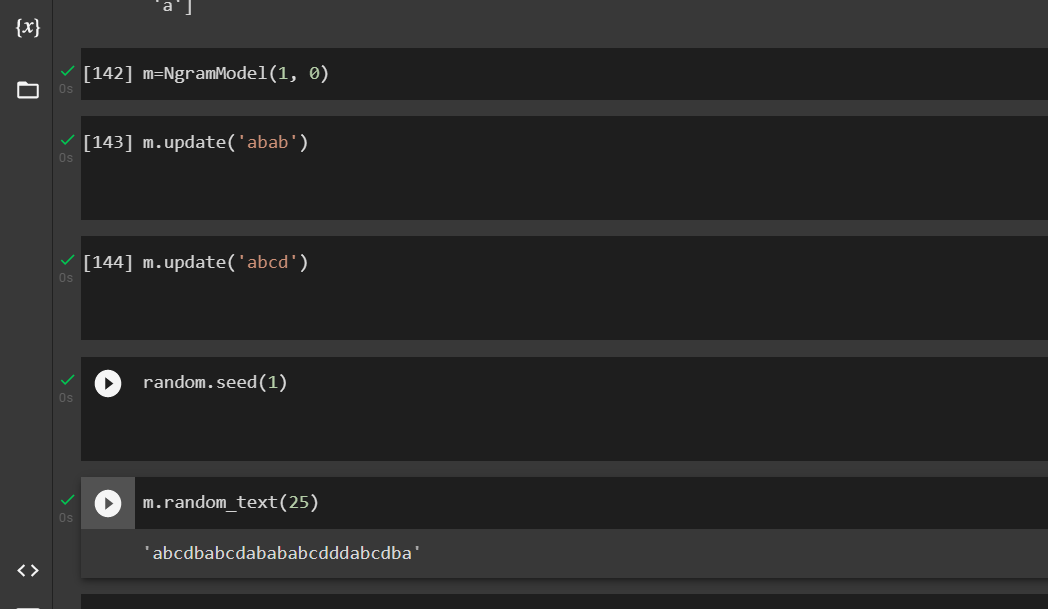 'a']
{x}
[142] m=NgramModel(1, 0)
0s
[143] m.update('abab')
0s
[144] m.update('abcd')
0s
random.seed(1)
0s
m.random_text(25)
0s
'abcdbabcdabababcdddabcdba'